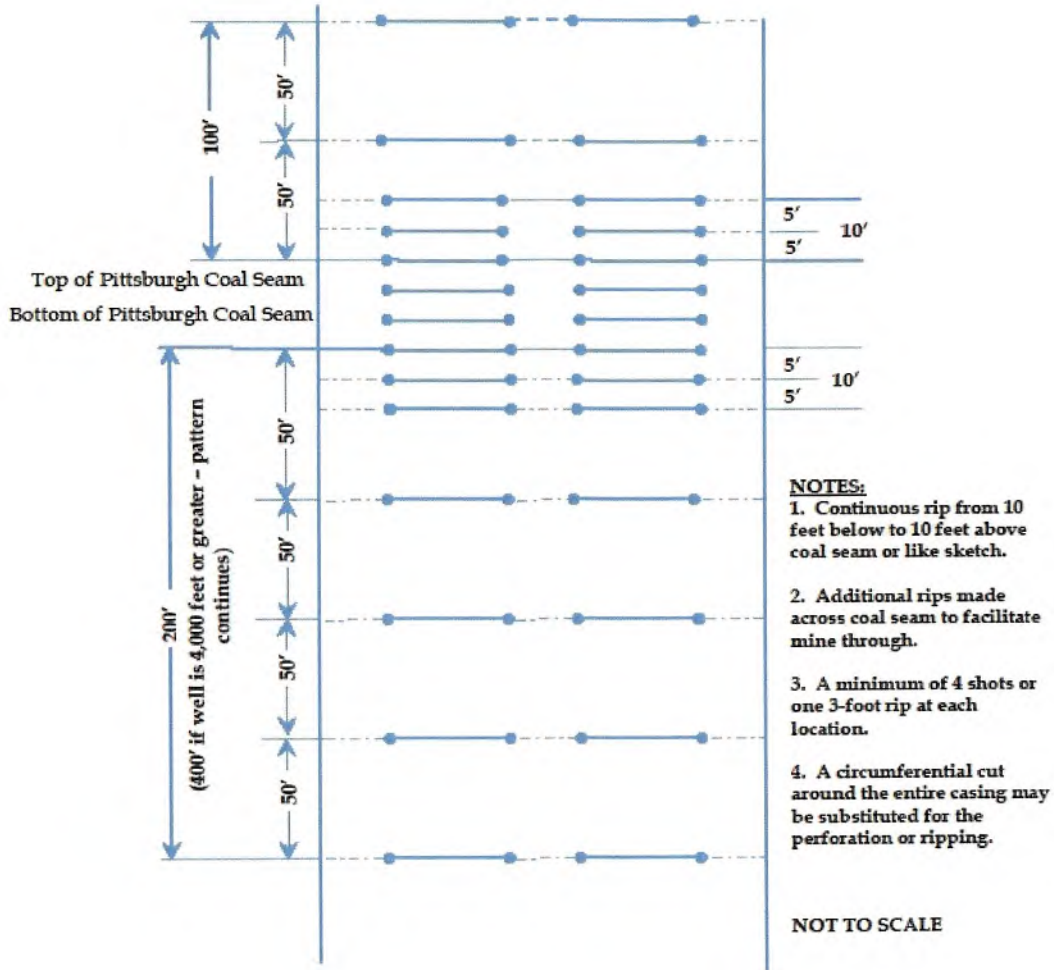 100'
50'
50'
5'
5'
10'
Top of Pittsburgh Coal Seam
Bottom of Pittsburgh Coal Seam
5'
5'
10'
200'
(400' if well is 4,000 feet or greater – pattern
continues)
50'
50'
50'
50'
NOTES:
1. Continuous rip from 10
feet below to 10 feet above
coal seam or like sketch.
2. Additional rips made
across coal seam to facilitate
mine through.
3. A minimum of 4 shots or
one 3-foot rip at each
location.
4. A circumferential cut
around the entire casing may
be substituted for the
perforation or ripping.
NOT TO SCALE